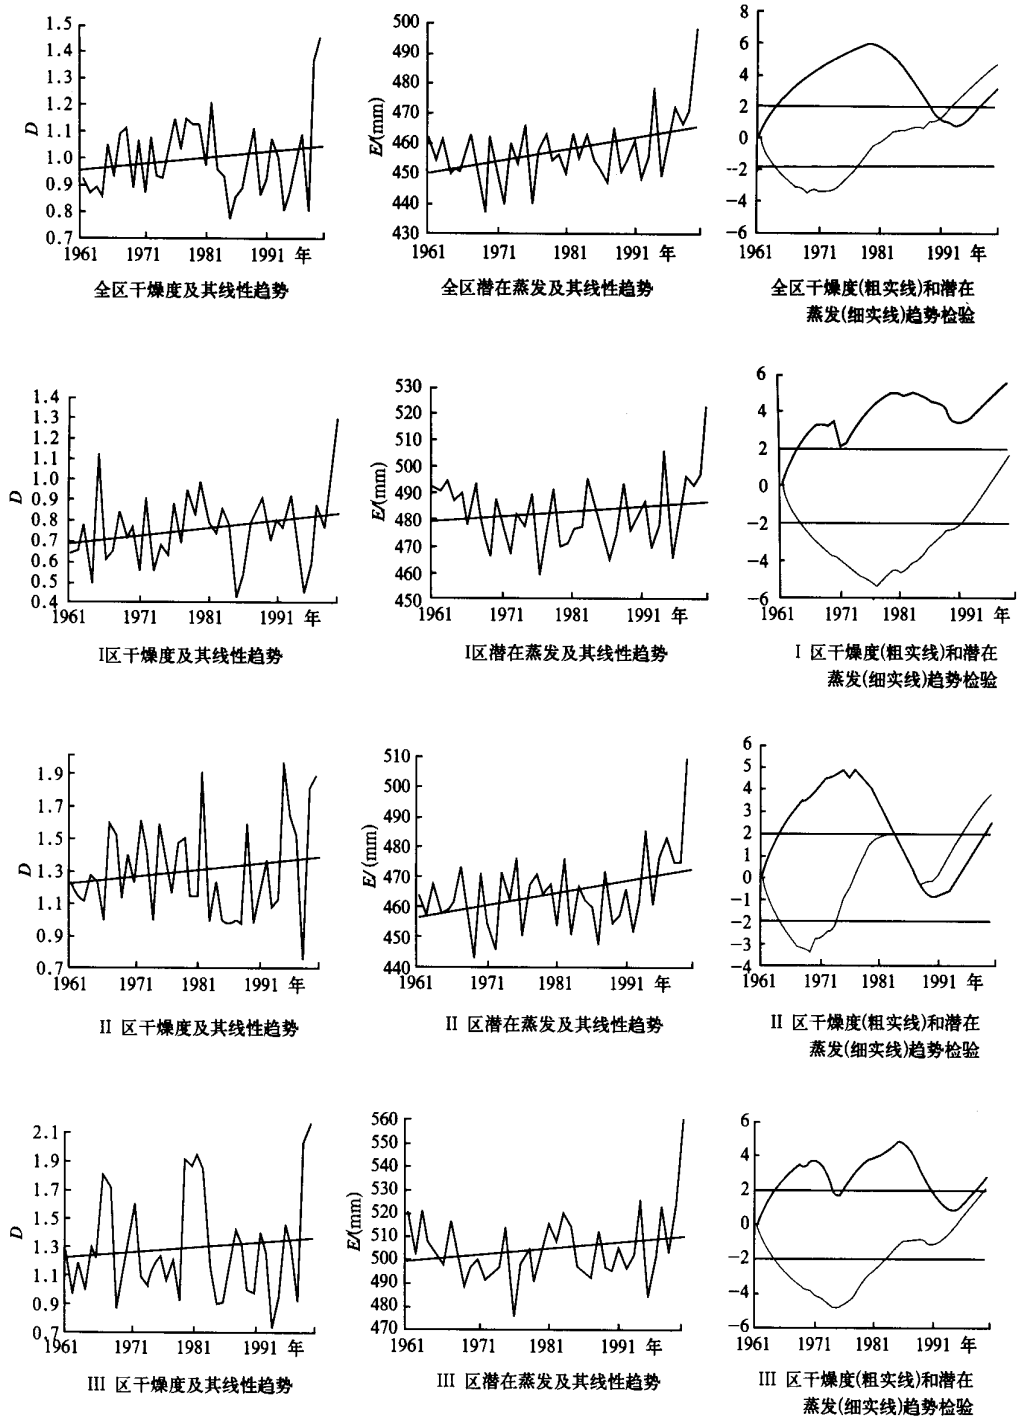 1.5
1.4
1.3
1.2
1.1
1.0
0.9
0.8
0.7
D
1961 1971 1981 1991 年
全区干燥度及其线性趋势
500
490
480
470
460
450
440
430
E/(mm)
1961 1971 1981 1991 年
全区潜在蒸发及其线性趋势
8
6
4
2
0
-2
-4
-6
1961 1971 1981 1991 年
全区干燥度(粗实线)和潜在
蒸发(细实线)趋势检验
1.4
1.3
1.2
1.1
1.0
0.9
0.8
0.7
0.6
0.5
0.4
D
1961 1971 1981 1991 年
I区干燥度及其线性趋势
530
520
510
500
490
480
470
460
450
E/(mm)
1961 1971 1981 1991 年
I区潜在蒸发及其线性趋势
6
4
2
0
-2
-4
-6
1961 1971 1981 1991 年
I 区干燥度(粗实线)和潜在
蒸发(细实线)趋势检验
1.9
1.7
1.5
1.3
1.1
0.9
0.7
D
1961 1971 1981 1991 年
II 区干燥度及其线性趋势
510
500
490
480
470
460
450
440
E/(mm)
1961 1971 1981 1991 年
II 区潜在蒸发及其线性趋势
6
5
4
3
2
1
0
-1
-2
-3
-4
1961 1971 1981 1991 年
II 区干燥度(粗实线)和潜在
蒸发(细实线)趋势检验
2.1
1.9
1.7
1.5
1.3
1.1
0.9
0.7
D
1961 1971 1981 1991 年
III 区干燥度及其线性趋势
560
550
540
530
520
510
500
490
480
470
E/(mm)
1961 1971 1981 1991 年
III 区潜在蒸发及其线性趋势
6
4
2
0
-2
-4
-6
1961 1971 1981 1991 年
III 区干燥度(粗实线)和潜在
蒸发(细实线)趋势检验